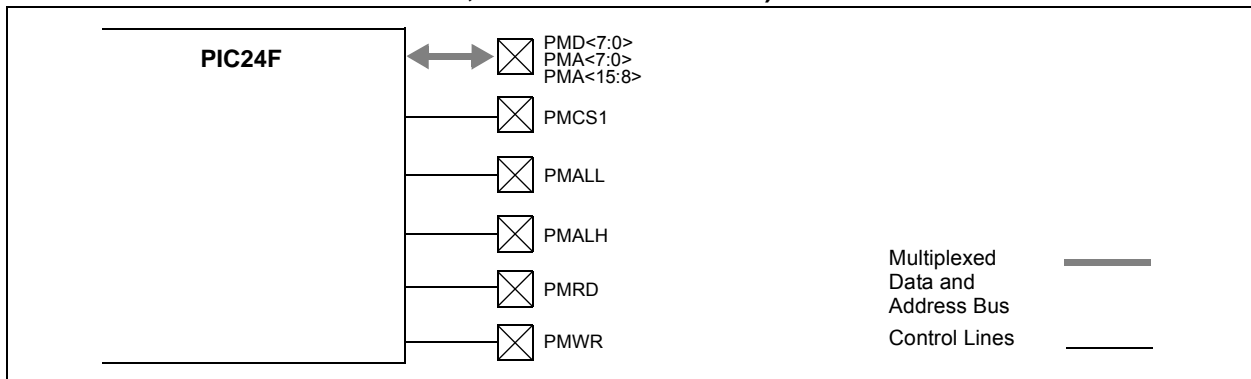 PIC24F
PMD<7:0>
PMA<7:0>
PMA<15:8>
PMCS1
PMALL
PMALH
PMRD
PMWR
Multiplexed
Data and
Address Bus
Control Lines